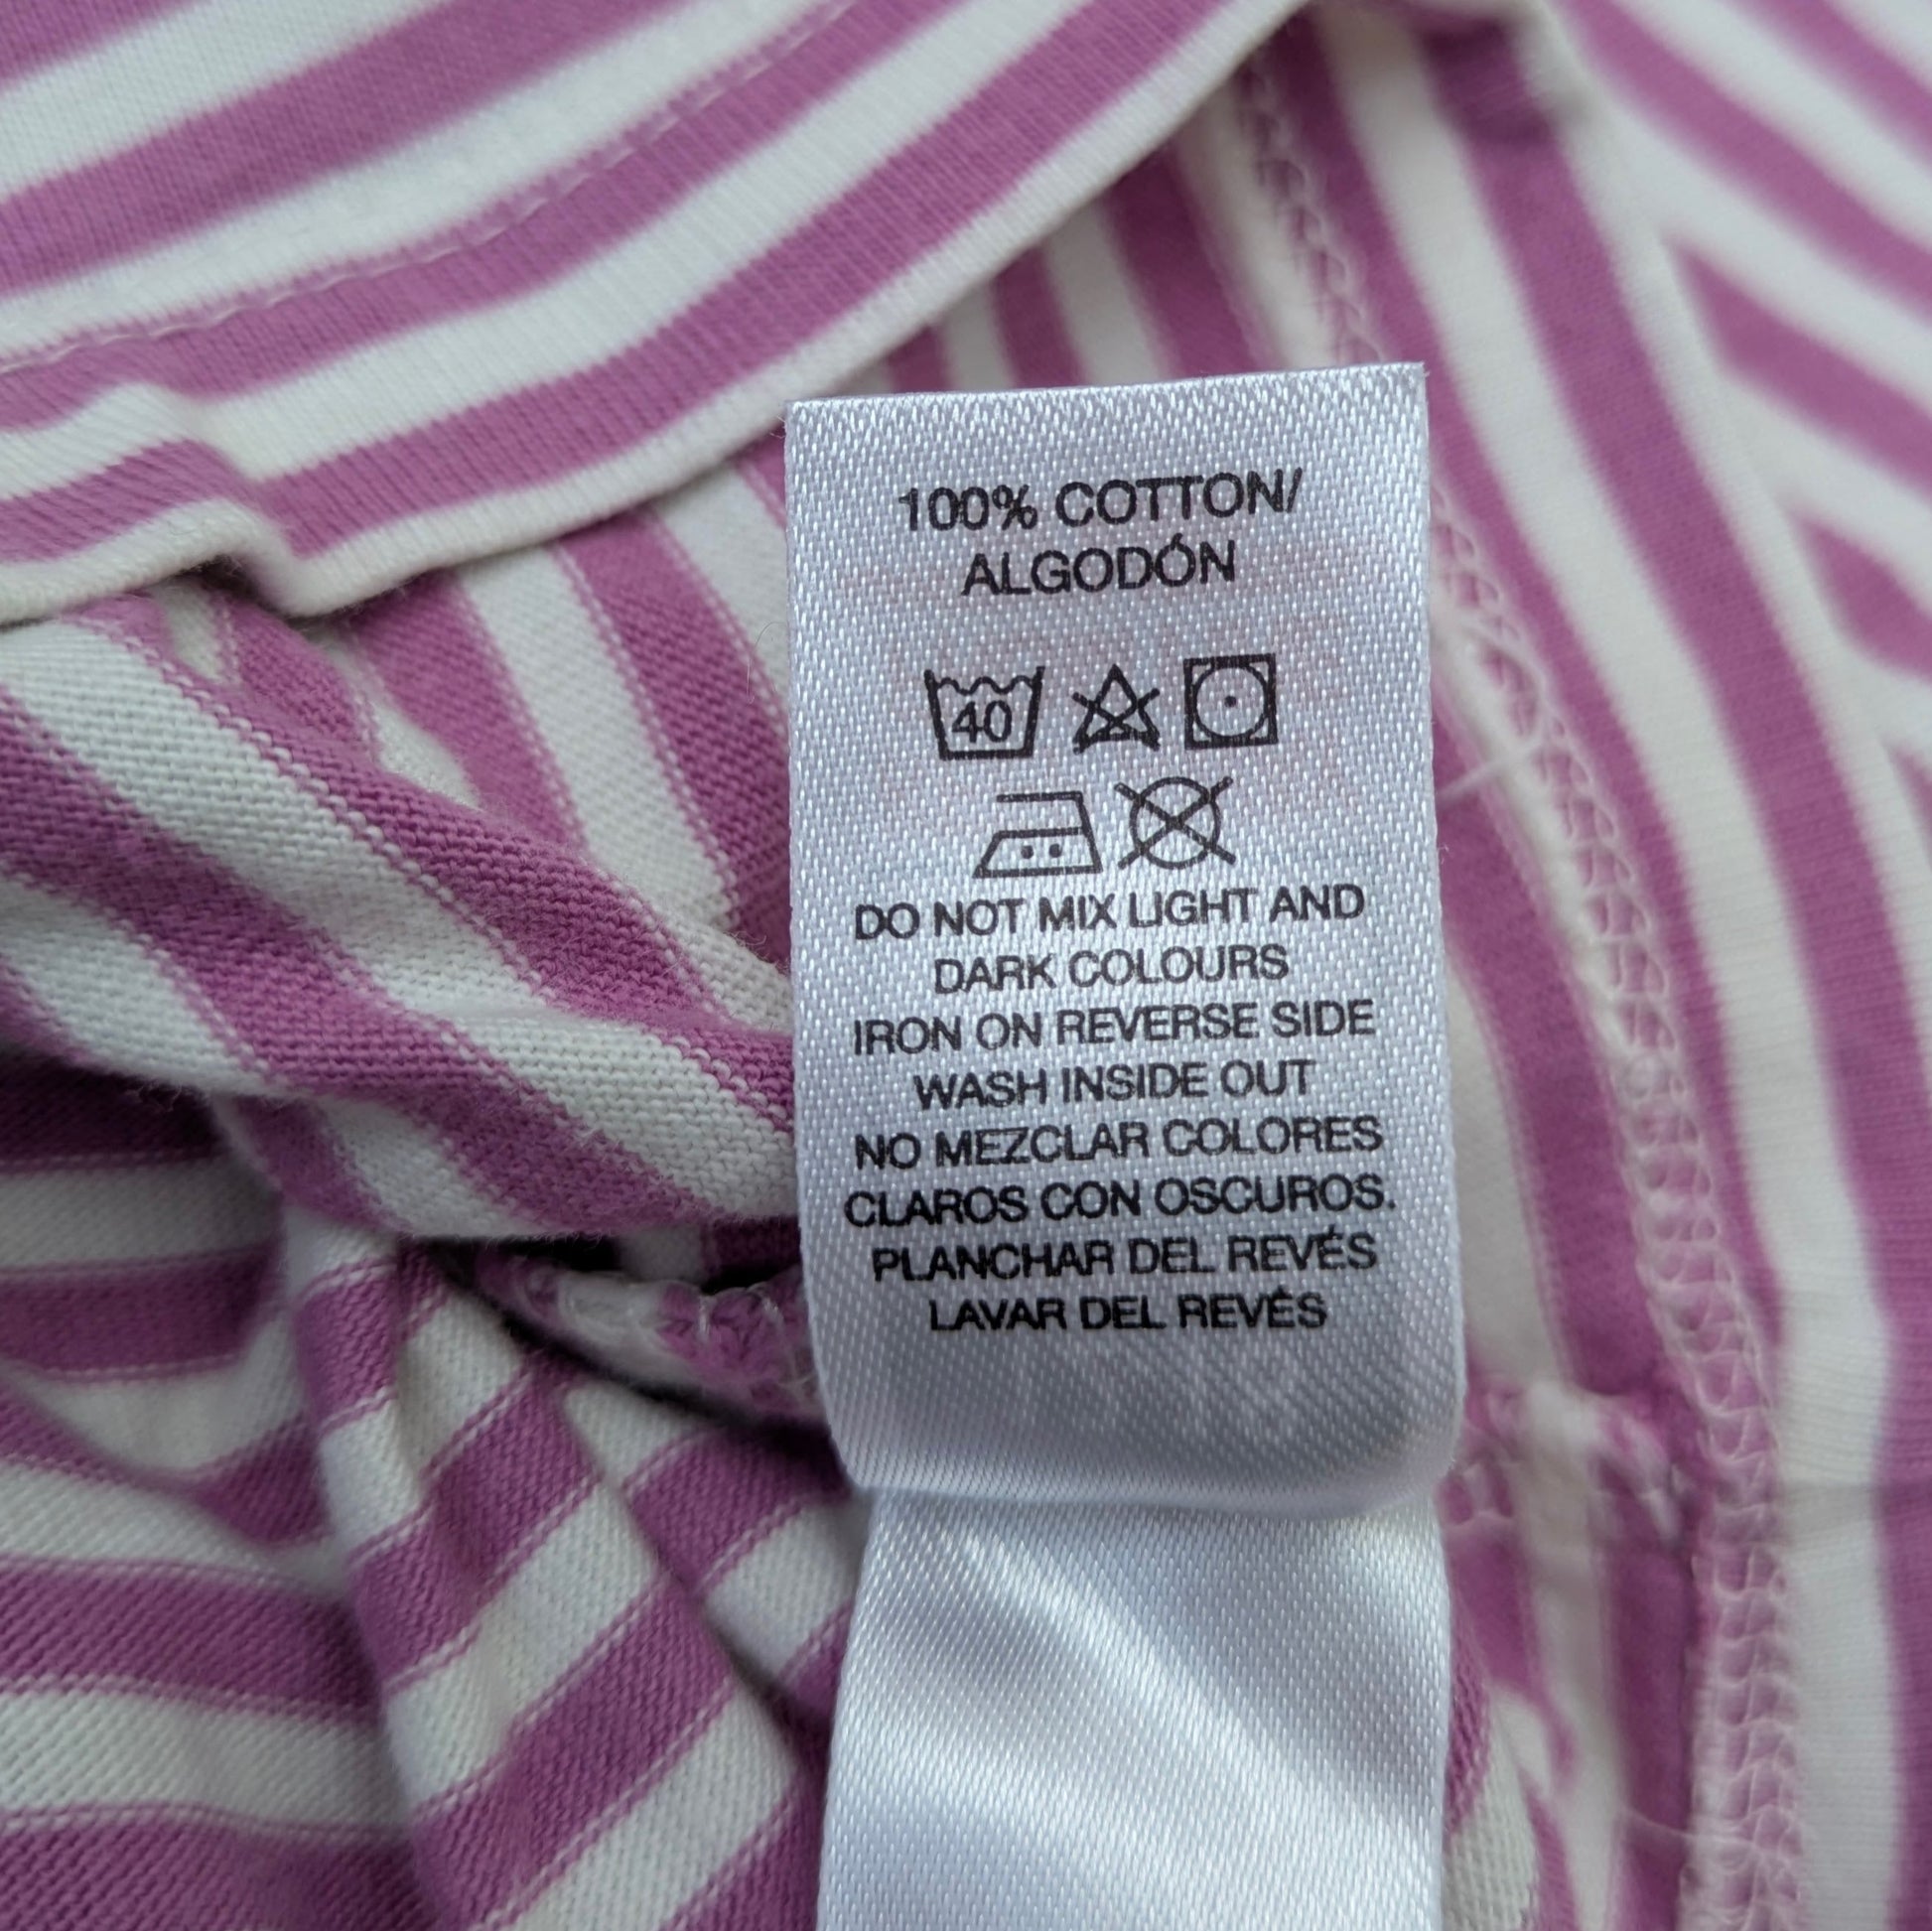 100% COTTON/
ALGODÓN
40
DO NOT MIX LIGHT AND
DARK COLOURS
IRON ON REVERSE SIDE
WASH INSIDE OUT
NO MEZCLAR COLORES
CLAROS CON OSCUROS.
PLANCHAR DEL REVÉS
LAVAR DEL REVÉS